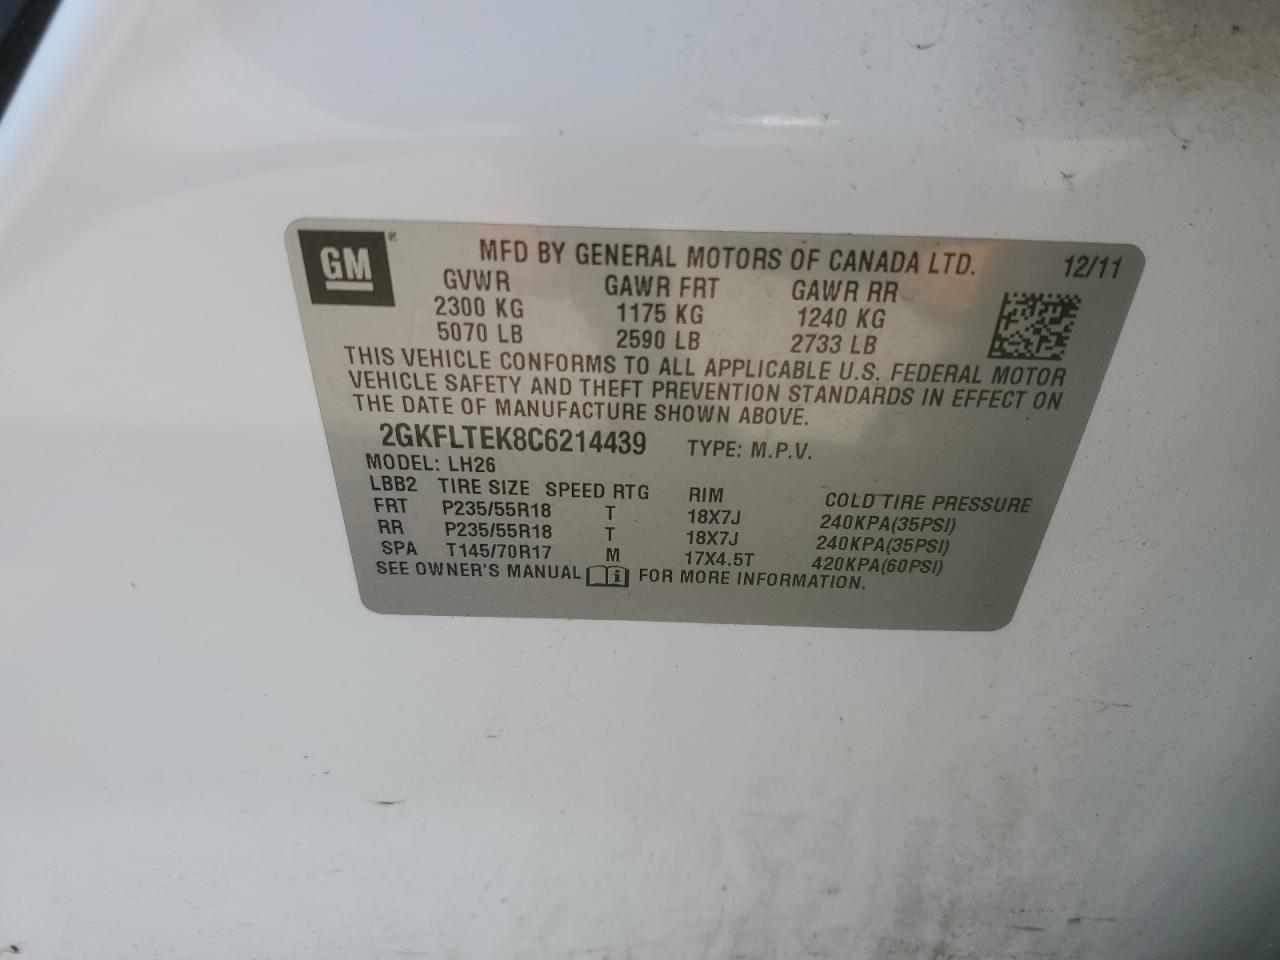 GM®
MFD BY GENERAL MOTORS OF CANADA LTD. 12/11
GVWR GAWR FRT GAWR RR
2300 KG 1175 KG 1240 KG
5070 LB 2590 LB 2733 LB
THIS VEHICLE CONFORMS TO ALL APPLICABLE U.S. FEDERAL MOTOR
VEHICLE SAFETY AND THEFT PREVENTION STANDARDS IN EFFECT ON
THE DATE OF MANUFACTURE SHOWN ABOVE.
2GKFLTEK8C6214439 TYPE: M.P.V.
MODEL: LH26
LBB2 TIRE SIZE SPEED RTG RIM COLD TIRE PRESSURE
FRT P235/55R18 T 18X7J 240KPA(35PSI)
RR P235/55R18 T 18X7J 240KPA(35PSI)
SPA T145/70R17 M 17X4.5T 420KPA(60PSI)
SEE OWNER'S MANUAL i FOR MORE INFORMATION.